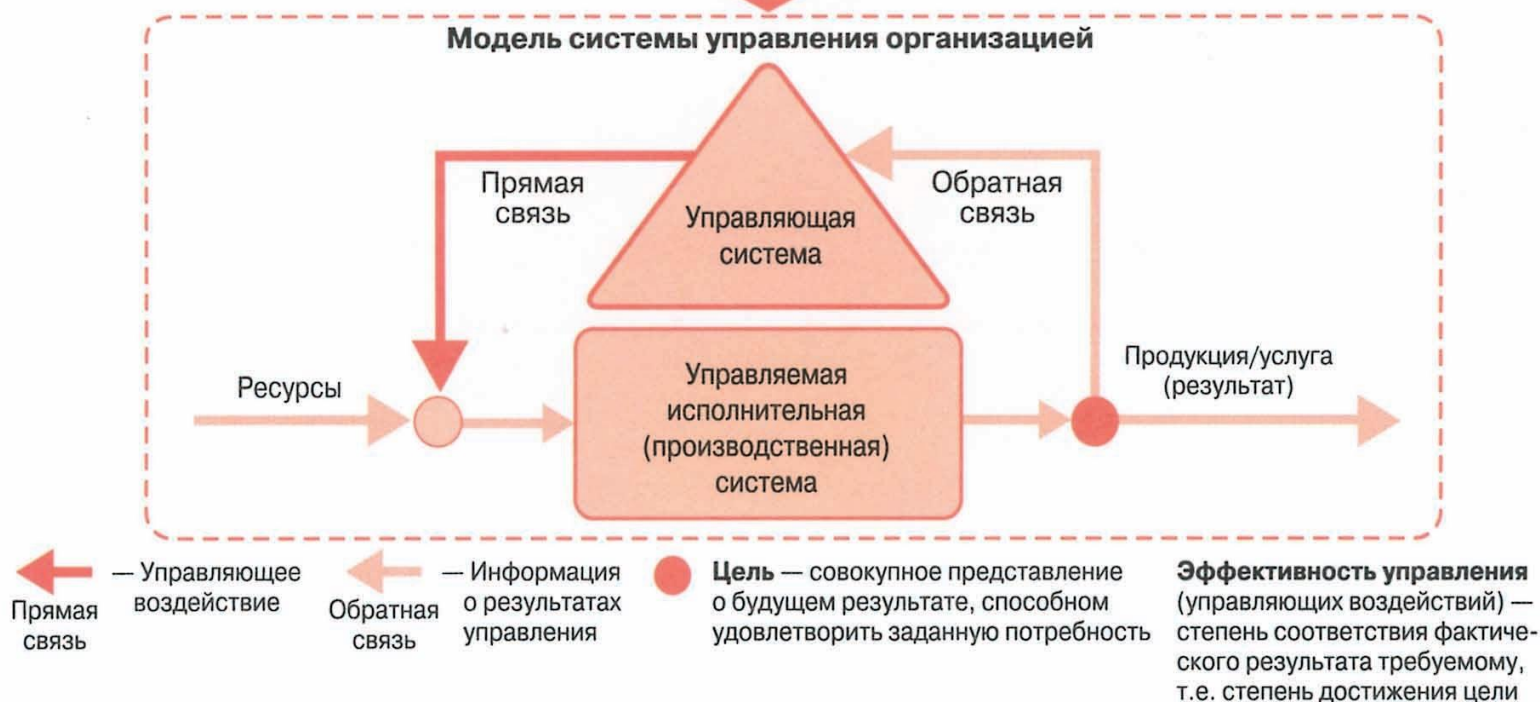 Модель системы управления организацией
Прямая
связь
Обратная
связь
Управляющая
система
Ресурсы
Управляемая
исполнительная
(производственная)
система
Продукция/услуга
(результат)
Прямая
связь
— Управляющее
воздействие
Обратная
связь
— Информация
о результатах
управления
Цель — совокупное представление
о будущем результате, способном
удовлетворить заданную потребность
Эффективность управления
(управляющих воздействий) —
степень соответствия фактиче-
ского результата требуемому,
т.е. степень достижения цели